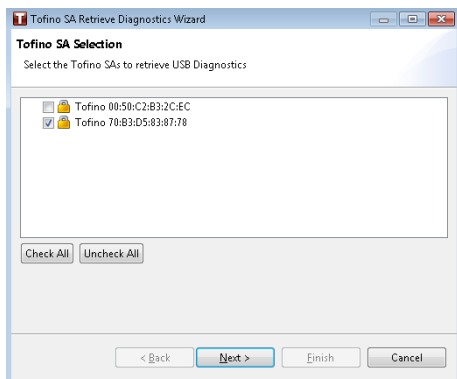 Tofino SA Retrieve Diagnostics Wizard
Tofino SA Selection
Select the Tofino SAs to retrieve USB Diagnostics
Tofino 00:50:C2:B3:2C:EC
Tofino 70:B3:D5:83:87:78
Check All Uncheck All
< Back Next > Finish Cancel